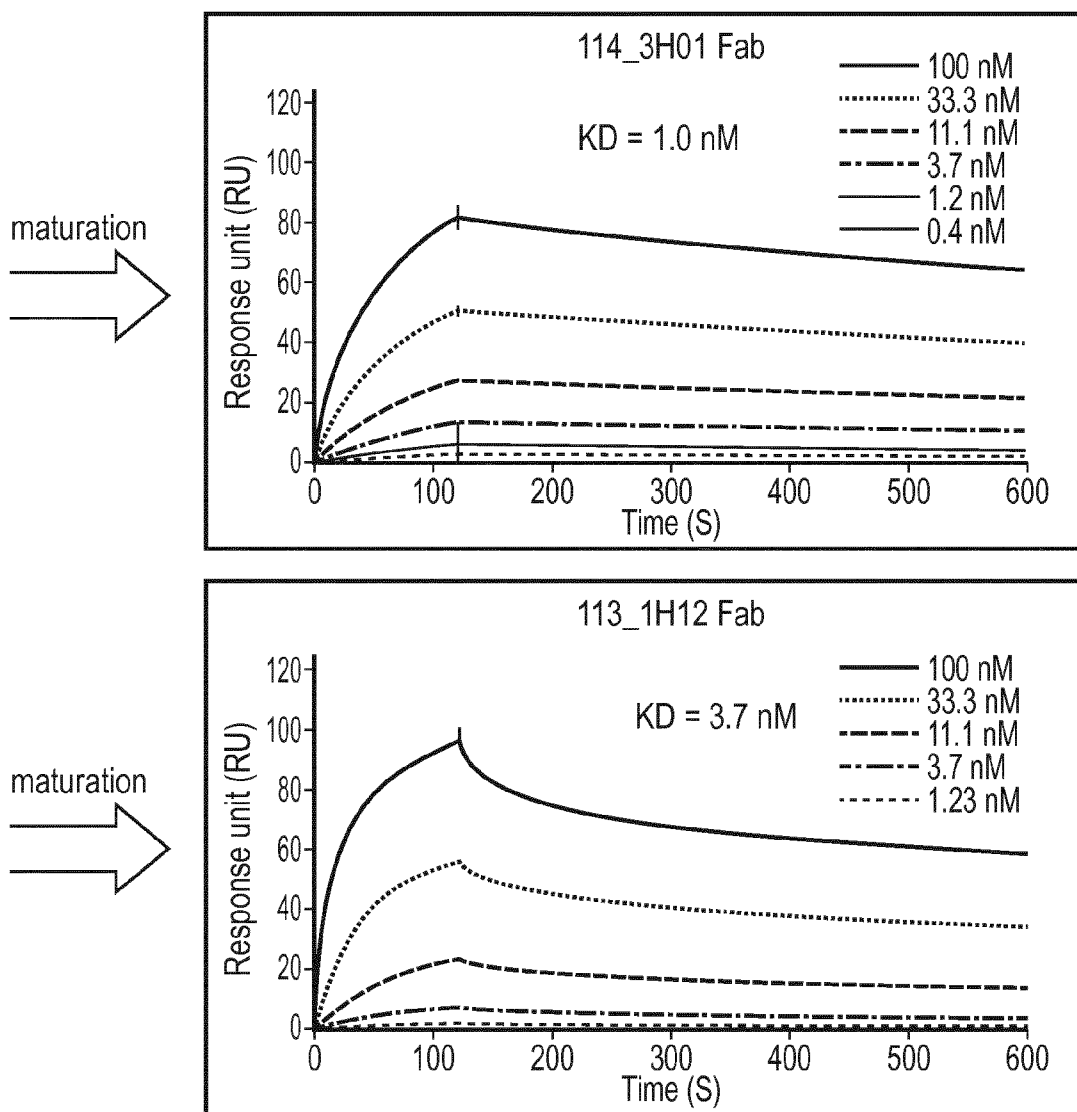 maturation
114_3H01 Fab
KD = 1.0 nM
100 nM
33.3 nM
11.1 nM
3.7 nM
1.2 nM
0.4 nM
Response unit (RU)
120
100
80
60
40
20
0
0 100 200 300 400 500 600
Time (S)
maturation
113_1H12 Fab
KD = 3.7 nM
100 nM
33.3 nM
11.1 nM
3.7 nM
1.23 nM
Response unit (RU)
120
100
80
60
40
20
0
0 100 200 300 400 500 600
Time (S)